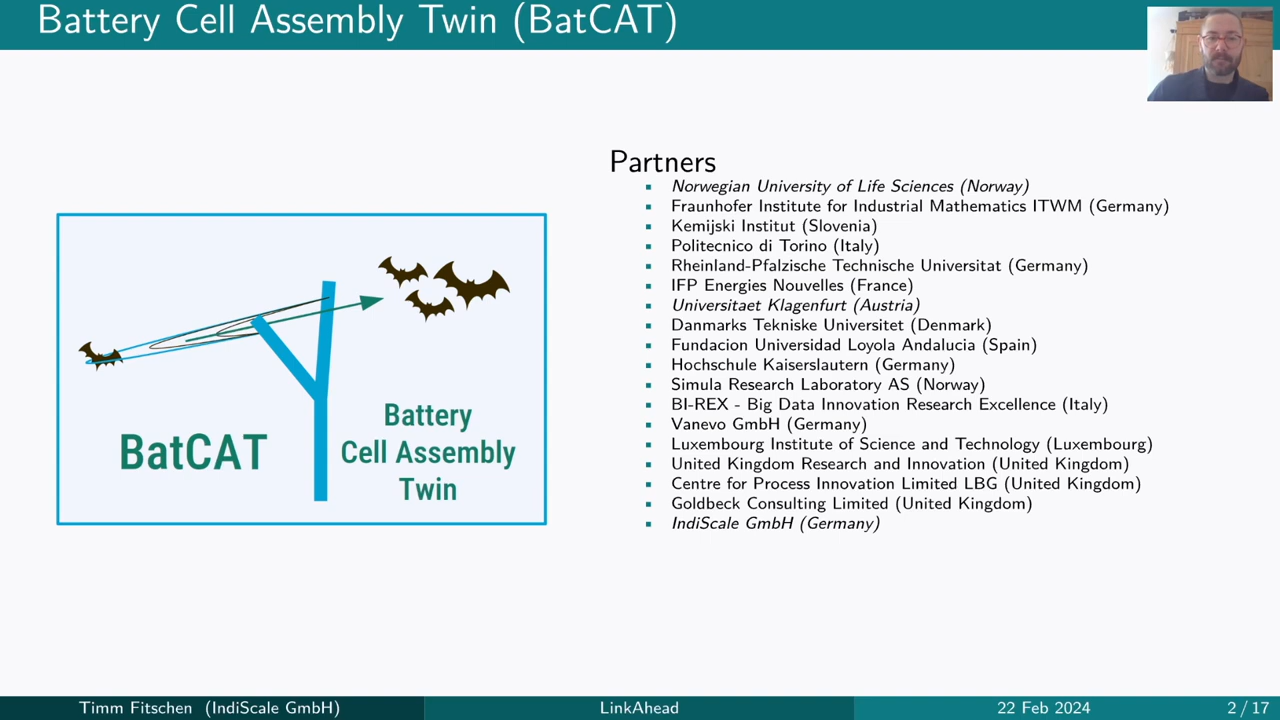 Battery Cell Assembly Twin (BatCAT)
BatCAT
Battery
Cell Assembly
Twin
Partners
Norwegian University of Life Sciences (Norway)
Fraunhofer Institute for Industrial Mathematics ITWM (Germany)
Kemijski Institut (Slovenia)
Politecnico di Torino (Italy)
Rheinland-Pfalzische Technische Universitat (Germany)
IFP Energies Nouvelles (France)
Universitaet Klagenfurt (Austria)
Danmarks Tekniske Universitet (Denmark)
Fundacion Universidad Loyola Andalucia (Spain)
Hochschule Kaiserslautern (Germany)
Simula Research Laboratory AS (Norway)
BI-REX - Big Data Innovation Research Excellence (Italy)
Vanevo GmbH (Germany)
Luxembourg Institute of Science and Technology (Luxembourg)
United Kingdom Research and Innovation (United Kingdom)
Centre for Process Innovation Limited LBG (United Kingdom)
Goldbeck Consulting Limited (United Kingdom)
IndiScale GmbH (Germany)
Timm Fitschen (IndiScale GmbH) LinkAhead 22 Feb 2024 2 / 17